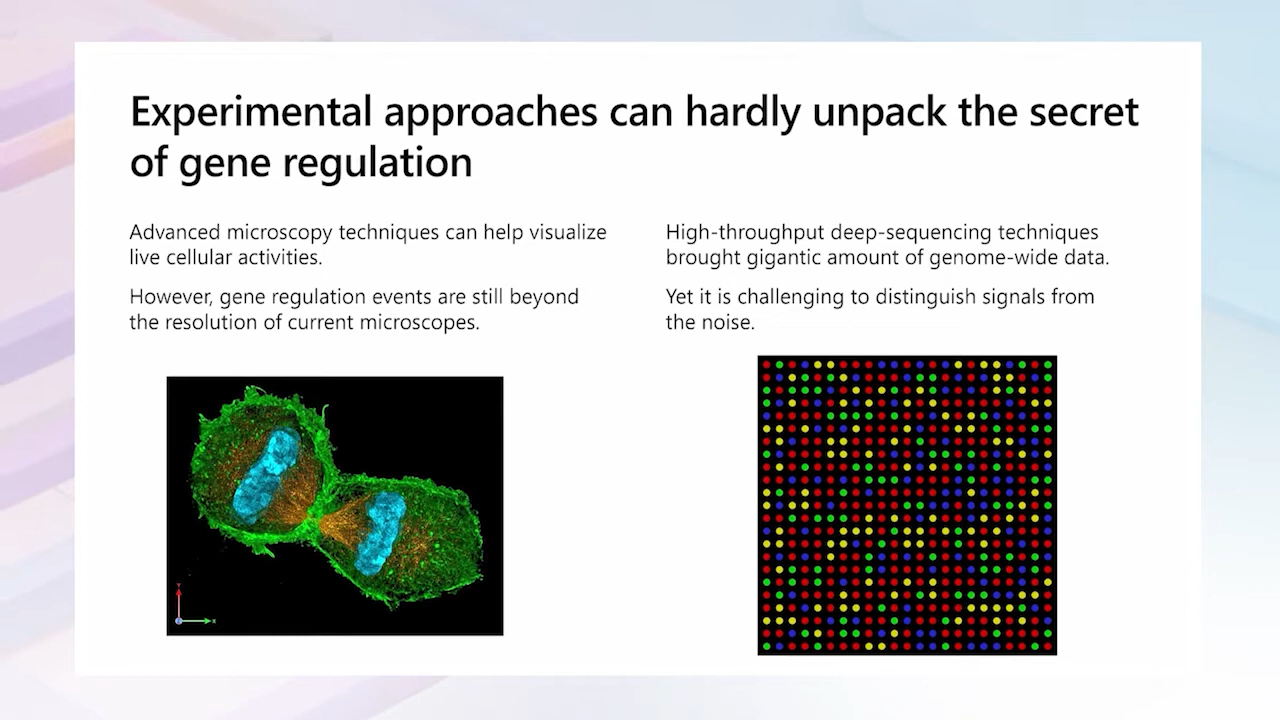 Experimental approaches can hardly unpack the secret
of gene regulation
Advanced microscopy techniques can help visualize
live cellular activities.
However, gene regulation events are still beyond
the resolution of current microscopes.
High-throughput deep-sequencing techniques
brought gigantic amount of genome-wide data.
Yet it is challenging to distinguish signals from
the noise.